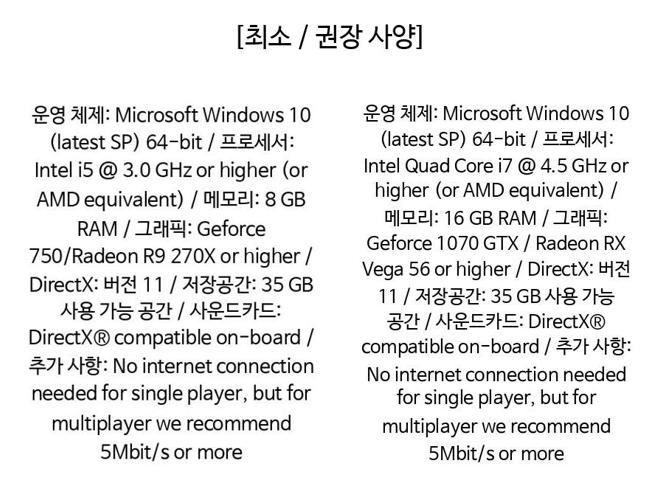 [최소 / 권장 사양]
운영 체제: Microsoft Windows 10
(latest SP) 64-bit / 프로세서:
Intel i5 @ 3.0 GHz or higher (or
AMD equivalent) / 메모리: 8 GB
RAM / 그래픽: Geforce
750/Radeon R9 270X or higher /
DirectX: 버전 11 / 저장공간: 35 GB
사용 가능 공간 / 사운드카드:
DirectX® compatible on-board /
추가 사항: No internet connection
needed for single player, but for
multiplayer we recommend
5Mbit/s or more
운영 체제: Microsoft Windows 10
(latest SP) 64-bit / 프로세서:
Intel Quad Core i7 @ 4.5 GHz or
higher (or AMD equivalent) /
메모리: 16 GB RAM / 그래픽:
Geforce 1070 GTX / Radeon RX
Vega 56 or higher / DirectX: 버전
11 / 저장공간: 35 GB 사용 가능
공간 / 사운드카드: DirectX®
compatible on-board / 추가 사항:
No internet connection needed
for single player, but for
multiplayer we recommend
5Mbit/s or more